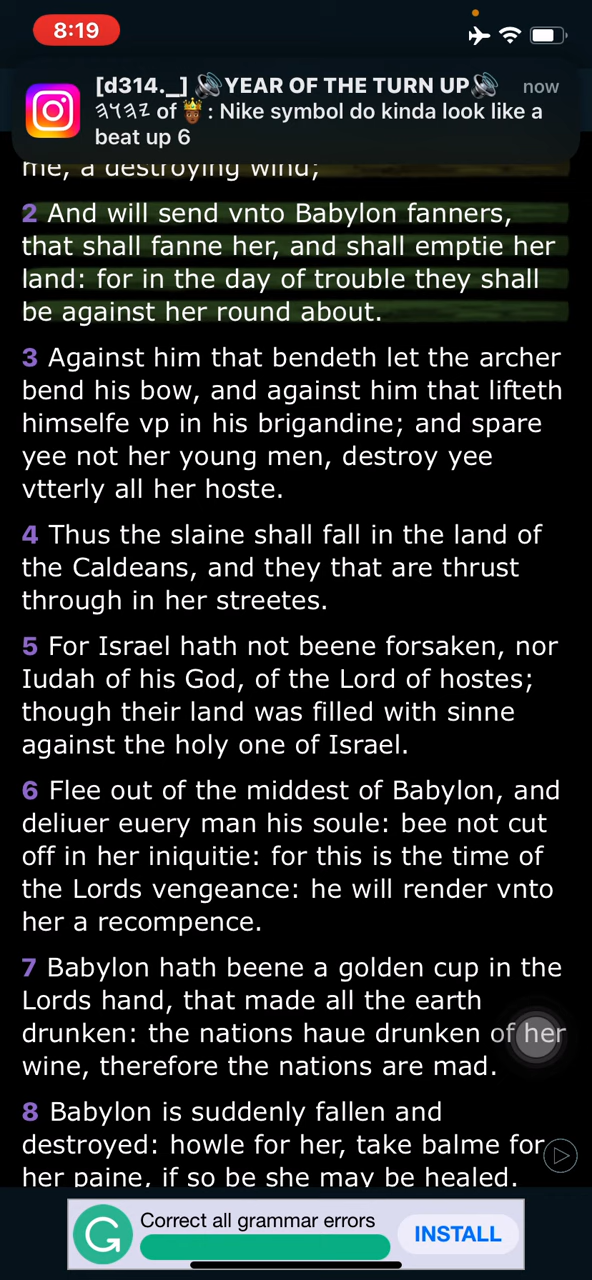 8:19
[d314._] 🔊YEAR OF THE TURN UP🔊 now
of 🤴🏾: Nike symbol do kinda look like a
beat up 6
me, a destroying wind;
2 And will send vnto Babylon fanners,
that shall fanne her, and shall emptie her
land: for in the day of trouble they shall
be against her round about.
3 Against him that bendeth let the archer
bend his bow, and against him that lifteth
himselfe vp in his brigandine; and spare
yee not her young men, destroy yee
vtterly all her hoste.
4 Thus the slaine shall fall in the land of
the Caldeans, and they that are thrust
through in her streetes.
5 For Israel hath not beene forsaken, nor
Iudah of his God, of the Lord of hostes;
though their land was filled with sinne
against the holy one of Israel.
6 Flee out of the middest of Babylon, and
deliuer euery man his soule: bee not cut
off in her iniquitie: for this is the time of
the Lords vengeance: he will render vnto
her a recompence.
7 Babylon hath beene a golden cup in the
Lords hand, that made all the earth
drunken: the nations haue drunken of her
wine, therefore the nations are mad.
8 Babylon is suddenly fallen and
destroyed: howle for her, take balme for
her paine, if so be she may be healed.
Correct all grammar errors
INSTALL